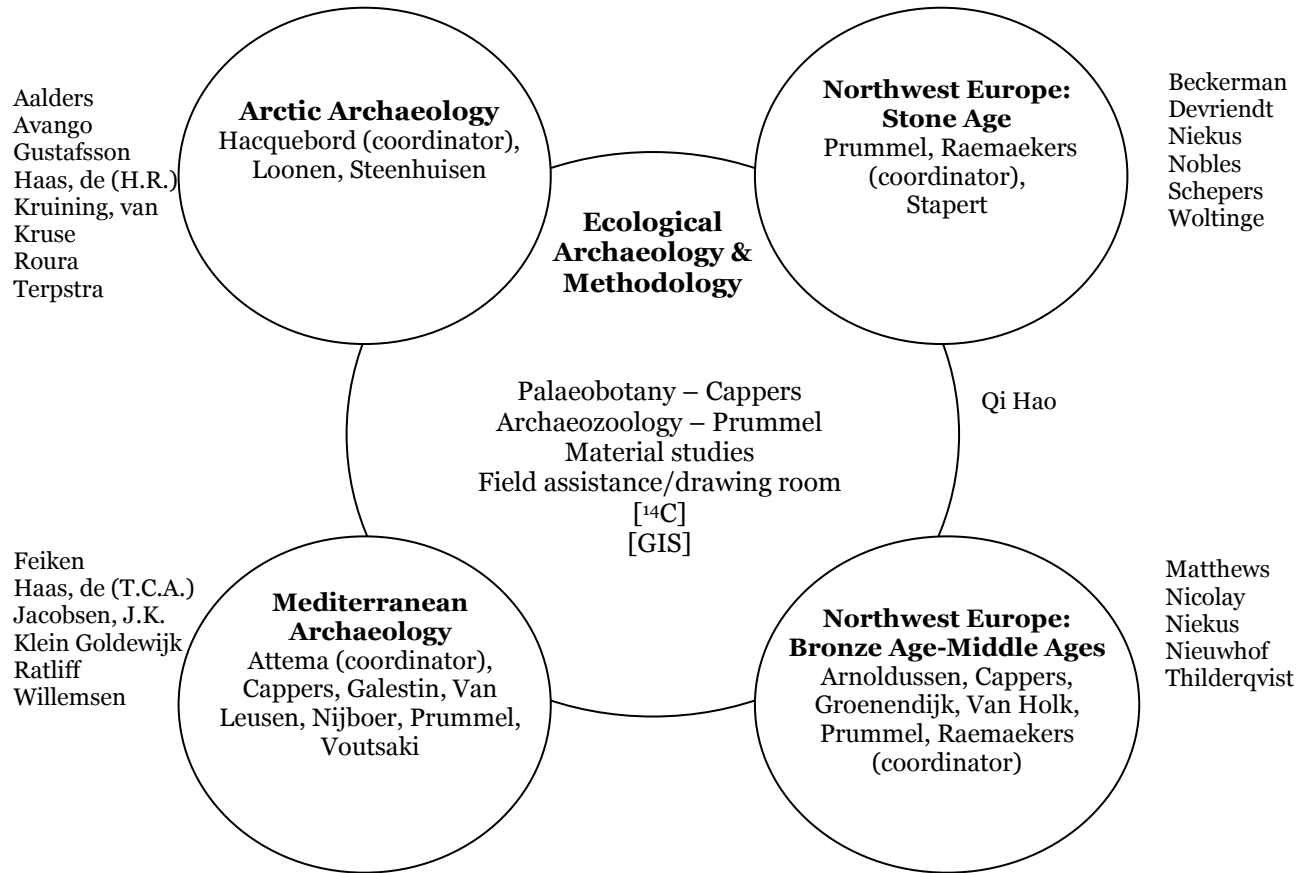 Aalders
Avango
Gustafsson
Haas, de (H.R.)
Kruining, van
Kruse
Roura
Terpstra
Arctic Archaeology
Hacquebord (coordinator),
Loonen, Steenhuisen
Northwest Europe:
Stone Age
Prummel, Raemaekers
(coordinator),
Stapert
Beckerman
Devriendt
Niekus
Nobles
Schepers
Woltinge
Ecological
Archaeology &
Methodology
Palaeobotany – Cappers
Archaeozoology – Prummel
Material studies
Field assistance/drawing room
[¹⁴C]
[GIS]
Qi Hao
Feiken
Haas, de (T.C.A.)
Jacobsen, J.K.
Klein Goldewijk
Ratliff
Willemsen
Mediterranean
Archaeology
Attema (coordinator),
Cappers, Galestin, Van
Leusen, Nijboer, Prummel,
Voutsaki
Northwest Europe:
Bronze Age-Middle Ages
Arnoldussen, Cappers,
Groenendijk, Van Holk,
Prummel, Raemaekers
(coordinator)
Matthews
Nicolay
Niekus
Nieuwhof
Thilderqvist